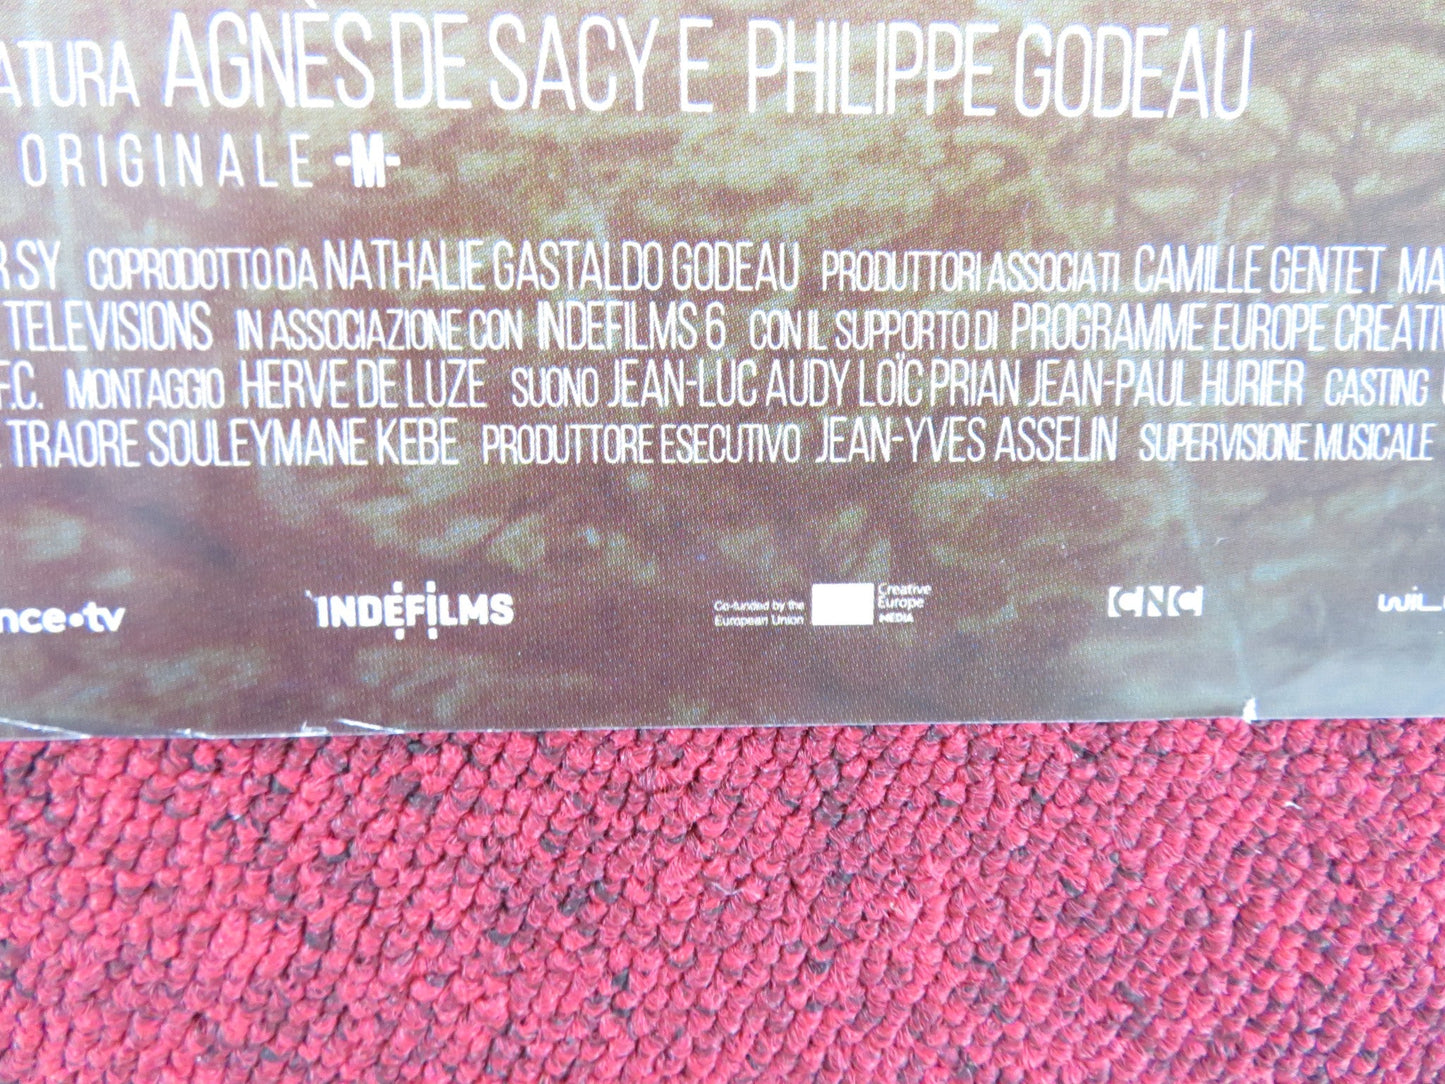 ATURA AGNÈS DE SACY E PHILIPPE GODEAU
ORIGINALE -M-
R SY COPRODOTTO DA NATHALIE GASTALDO GODEAU PRODUTTORI ASSOCIATI CAMILLE GENTET MA
TELEVISIONS IN ASSOCIAZIONE CON INDEFILMS 6 CON IL SUPPORTO DI PROGRAMME EUROPE CREATIV
F.C. MONTAGGIO HERVE DE LUZE SUONO JEAN-LUC AUDY LOÏC PRIAN JEAN-PAUL HURIER CASTING
TRAORE SOULEYMANE KEBE PRODUTTORE ESECUTIVO JEAN-YVES ASSELIN SUPERVISIONE MUSICALE
nce•tv INDÉFILMS Co-funded by the European Union Creative Europe MEDIA CNC WIL